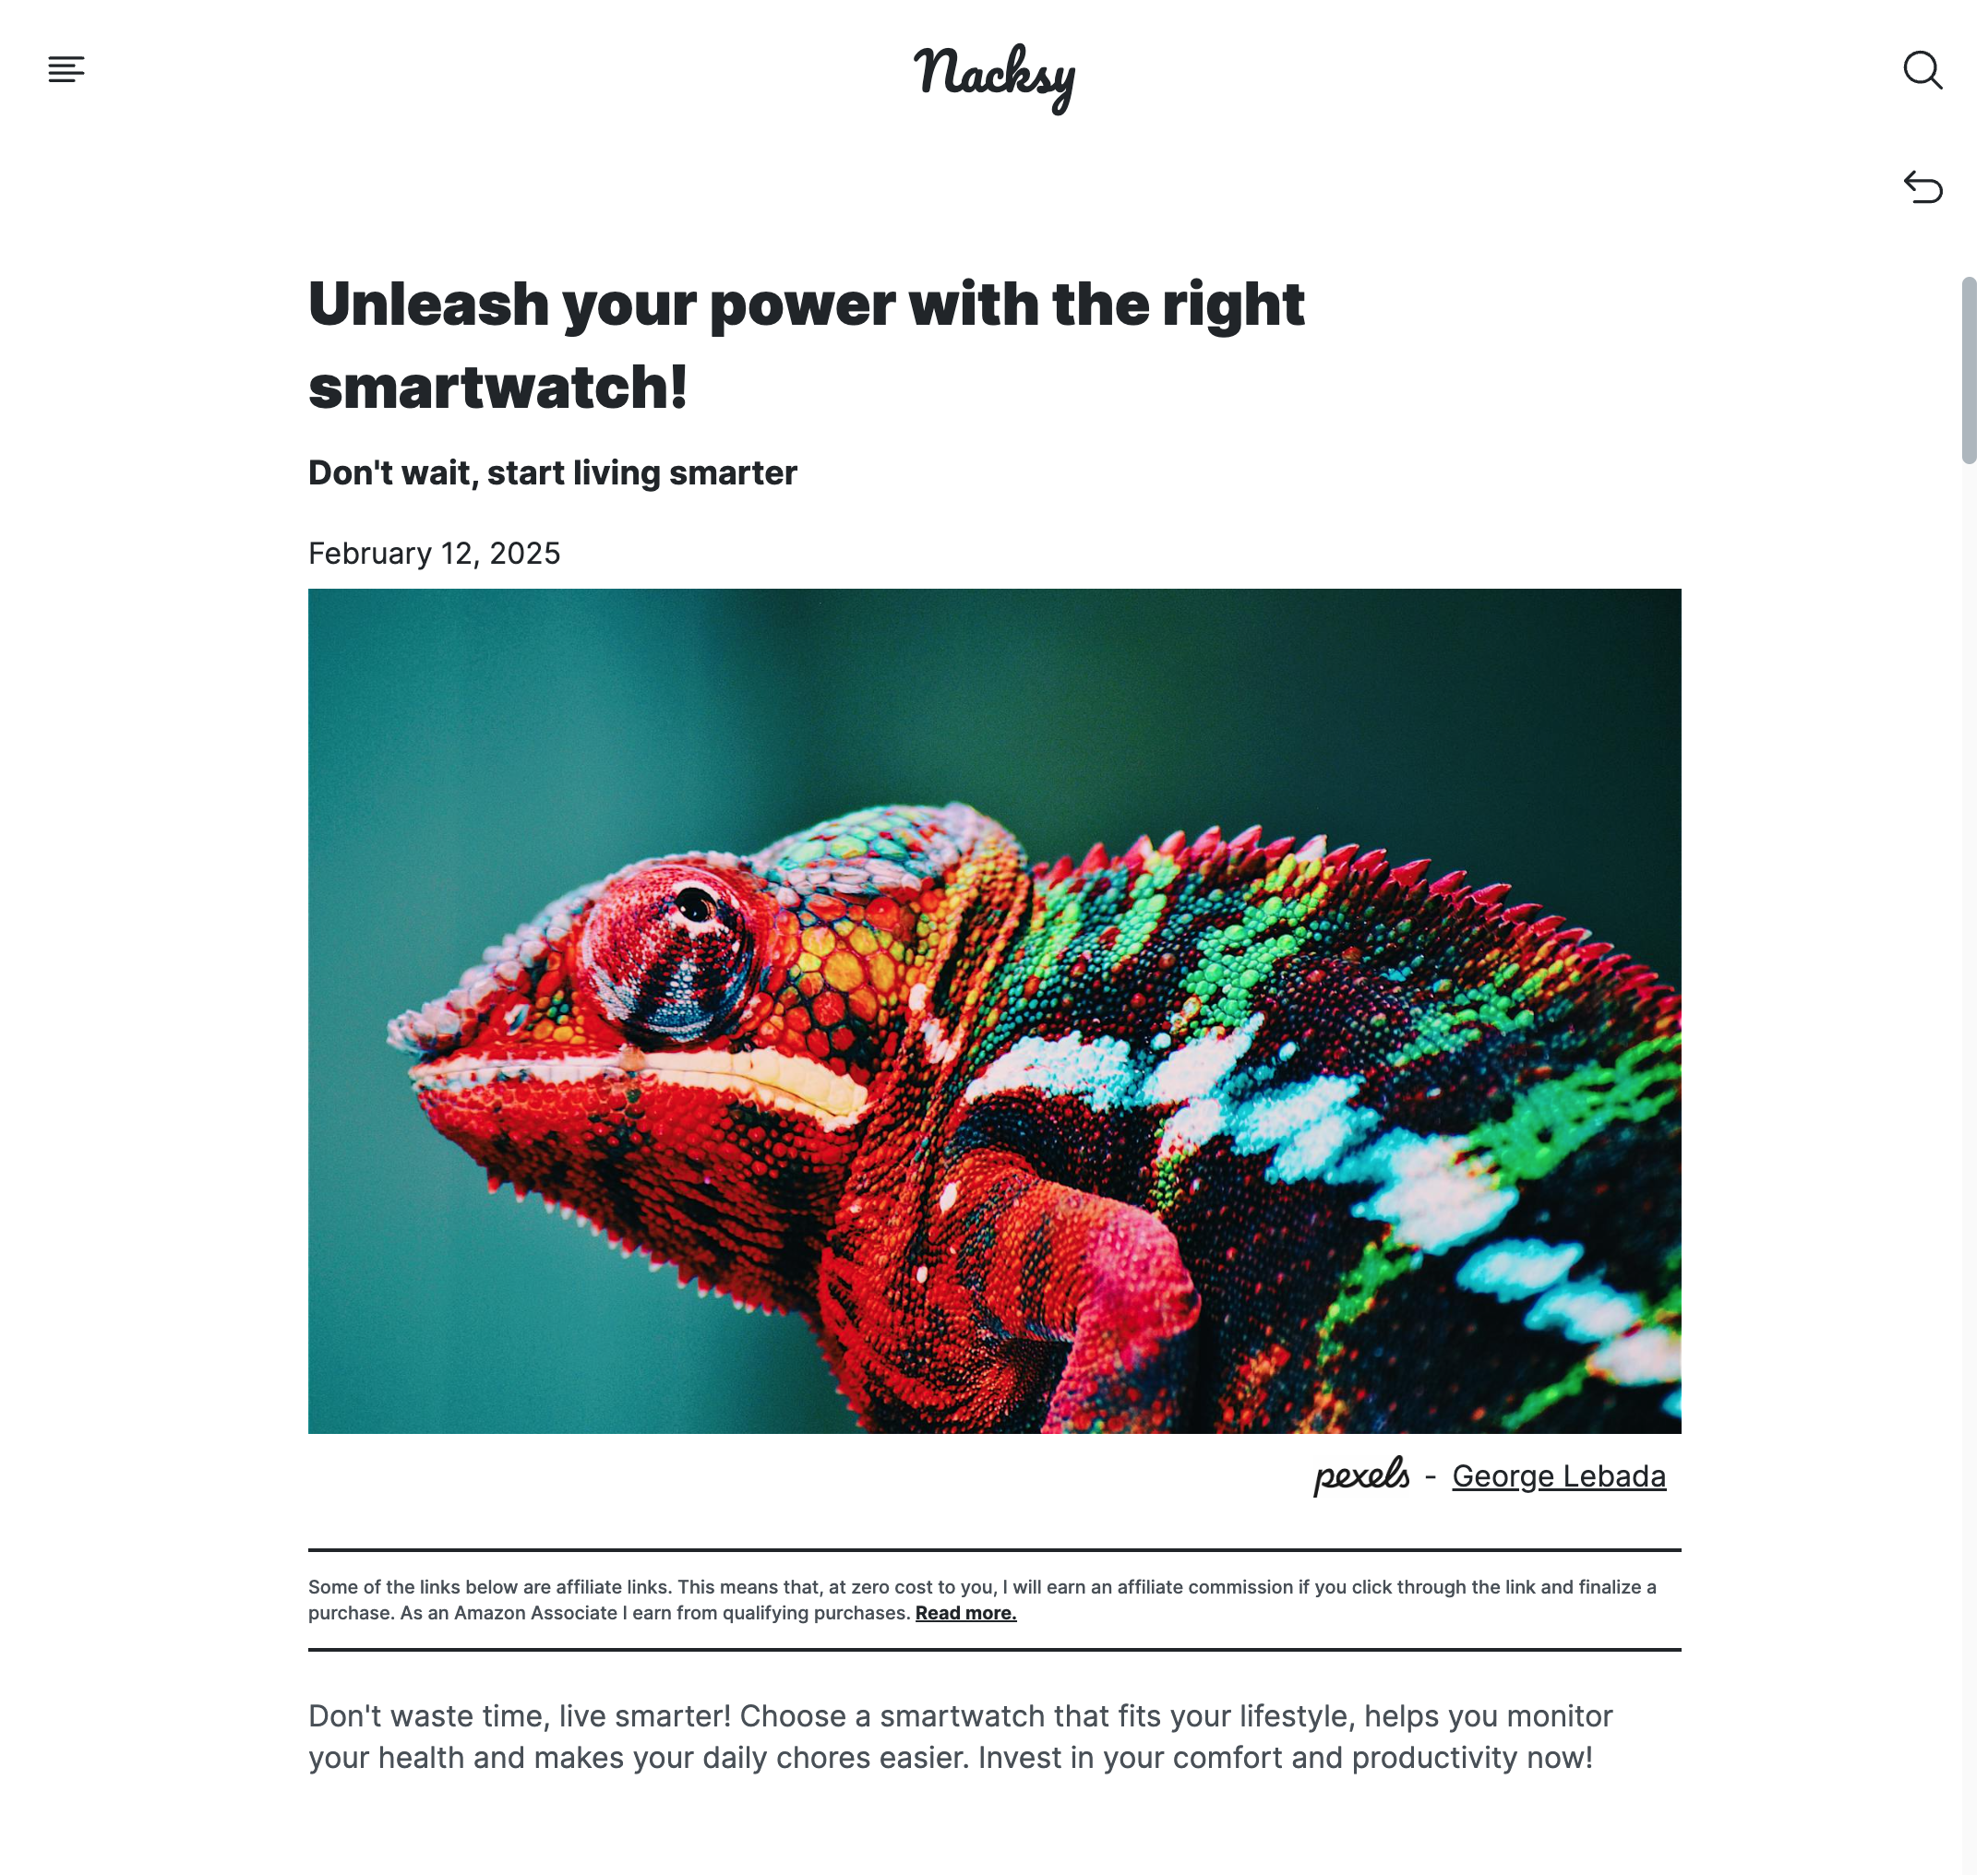 Nacksy
Unleash your power with the right
smartwatch!
Don't wait, start living smarter
February 12, 2025
pexels - George Lebada
Some of the links below are affiliate links. This means that, at zero cost to you, I will earn an affiliate commission if you click through the link and finalize a
purchase. As an Amazon Associate I earn from qualifying purchases. Read more.
Don't waste time, live smarter! Choose a smartwatch that fits your lifestyle, helps you monitor
your health and makes your daily chores easier. Invest in your comfort and productivity now!